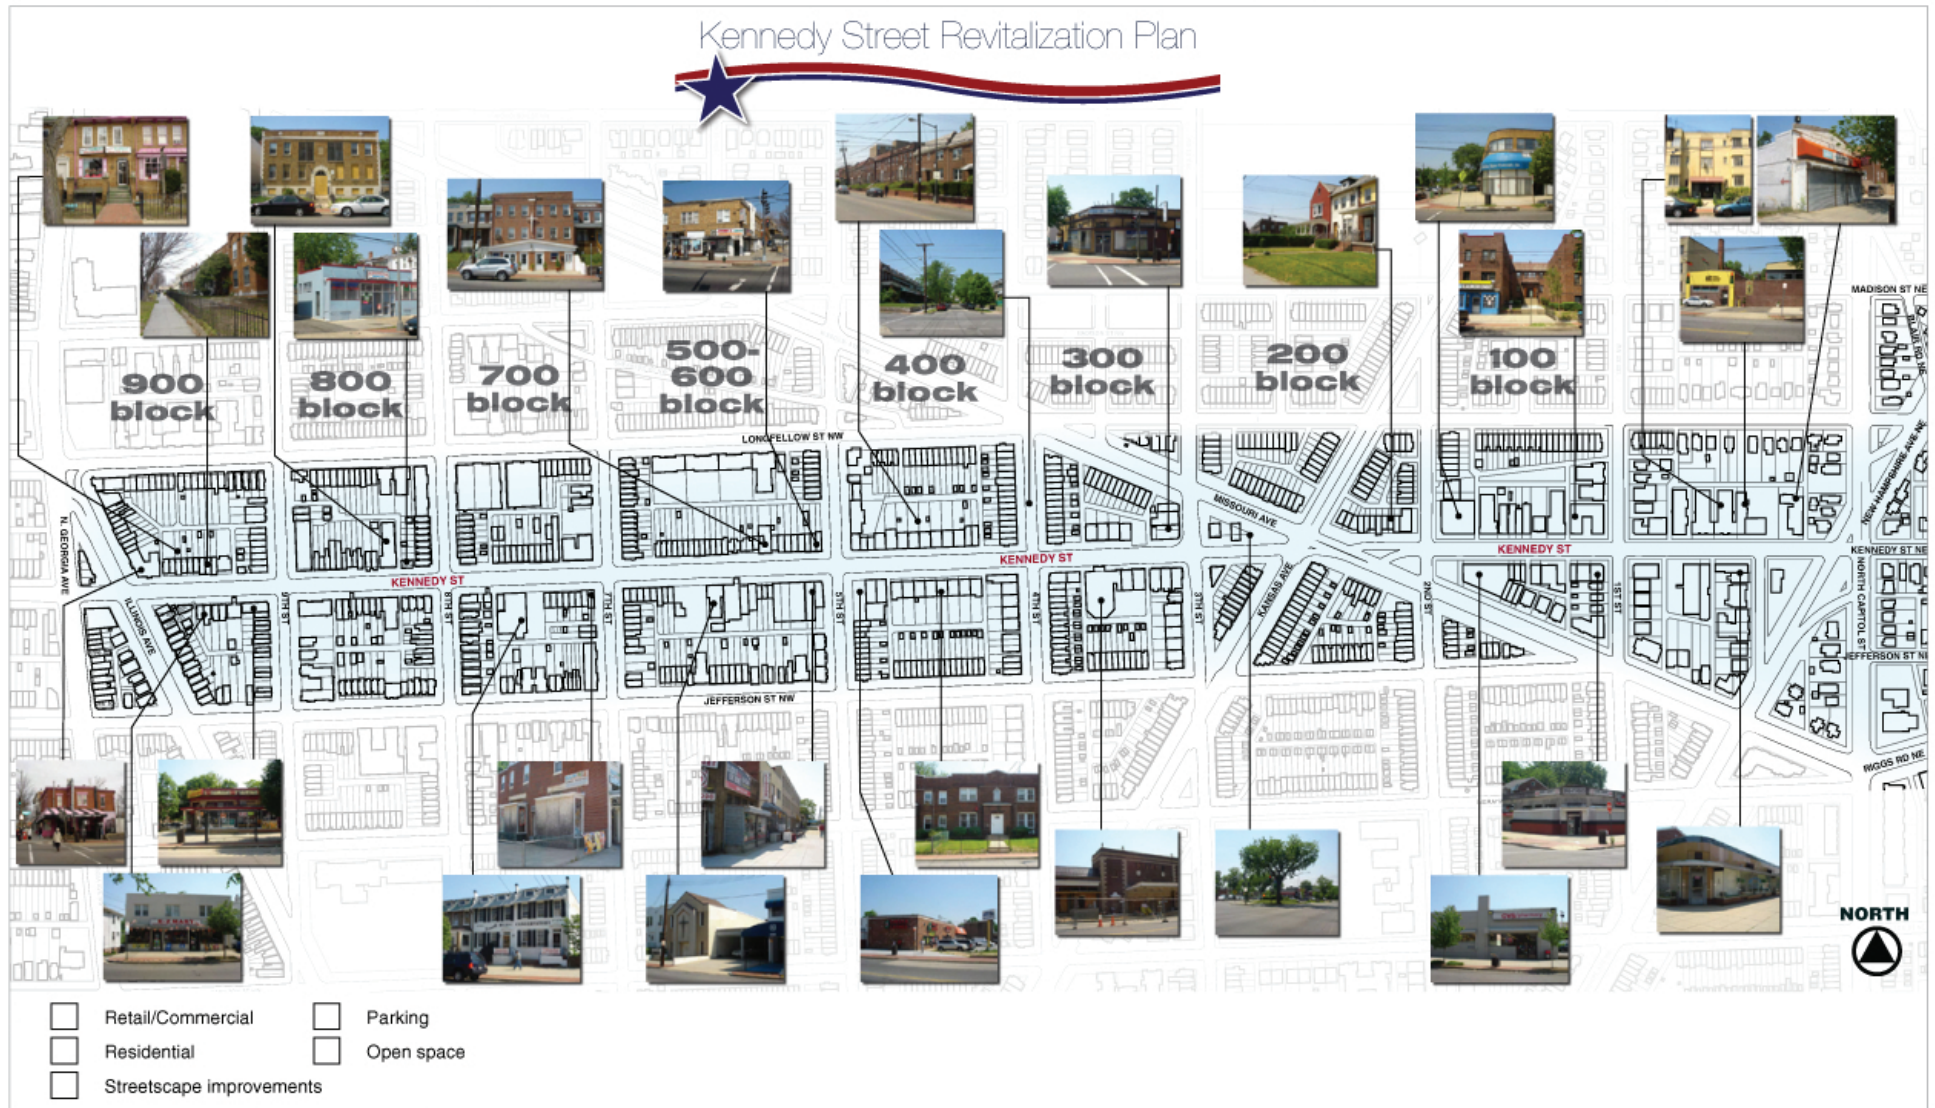 Kennedy Street Revitalization Plan
900
block
800
block
700
block
500-
600
block
400
block
300
block
200
block
100
block
MADISON ST NE
BLAIR RD NE
LONGFELLOW ST NW
NEW HAMPSHIRE AVE NE
MISSOURI AVE
N. GEORGIA AVE
KENNEDY ST
KENNEDY ST
KENNEDY ST
KENNEDY ST NE
ILLINOIS AVE
9TH ST
8TH ST
7TH ST
5TH ST
4TH ST
3TH ST
KANSAS AVE
2ND ST
1ST ST
NORTH CAPITOL ST
JEFFERSON ST NE
JEFFERSON ST NW
RIGGS RD NE
NORTH
Retail/Commercial
Parking
Residential
Open space
Streetscape improvements